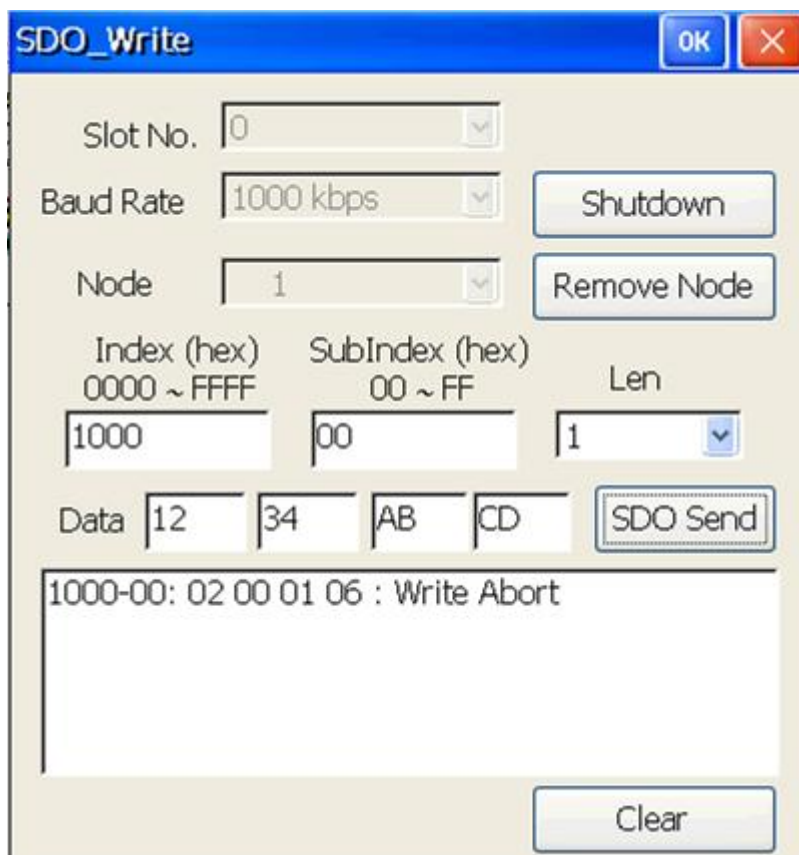 SDO_Write OK
Slot No. 0
Baud Rate 1000 kbps Shutdown
Node 1 Remove Node
Index (hex) SubIndex (hex)
0000 ~ FFFF 00 ~ FF Len
1000 00 1
Data 12 34 AB CD SDO Send
1000-00: 02 00 01 06 : Write Abort
Clear